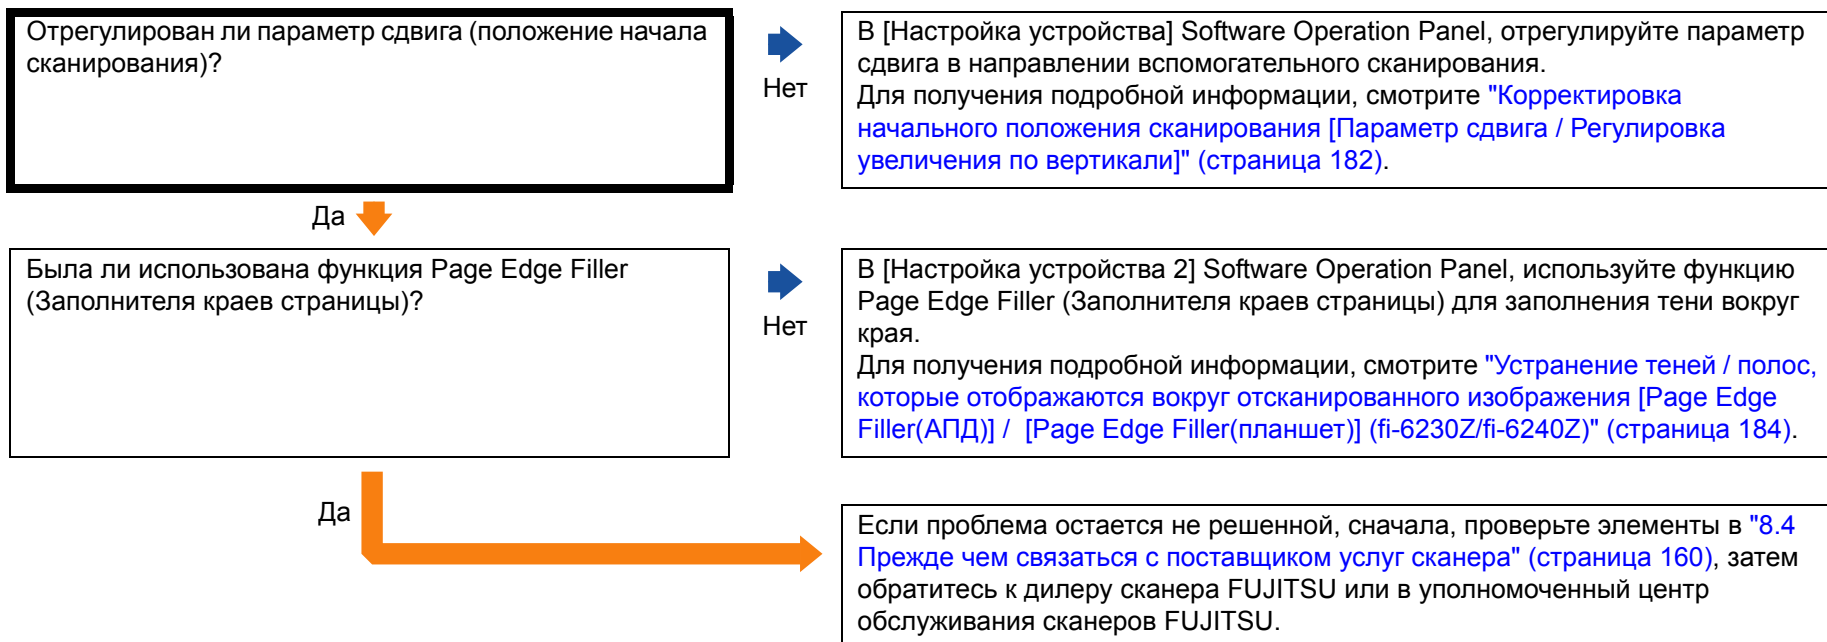 Отрегулирован ли параметр сдвига (положение начала
сканирования)?
Нет
В [Настройка устройства] Software Operation Panel, отрегулируйте параметр
сдвига в направлении вспомогательного сканирования.
Для получения подробной информации, смотрите "Корректировка
начального положения сканирования [Параметр сдвига / Регулировка
увеличения по вертикали]" (страница 182).
Да
Была ли использована функция Page Edge Filler
(Заполнителя краев страницы)?
Нет
В [Настройка устройства 2] Software Operation Panel, используйте функцию
Page Edge Filler (Заполнителя краев страницы) для заполнения тени вокруг
края.
Для получения подробной информации, смотрите "Устранение теней / полос,
которые отображаются вокруг отсканированного изображения [Page Edge
Filler(АПД)] / [Page Edge Filler(планшет)] (fi-6230Z/fi-6240Z)" (страница 184).
Да
Если проблема остается не решенной, сначала, проверьте элементы в "8.4
Прежде чем связаться с поставщиком услуг сканера" (страница 160), затем
обратитесь к дилеру сканера FUJITSU или в уполномоченный центр
обслуживания сканеров FUJITSU.